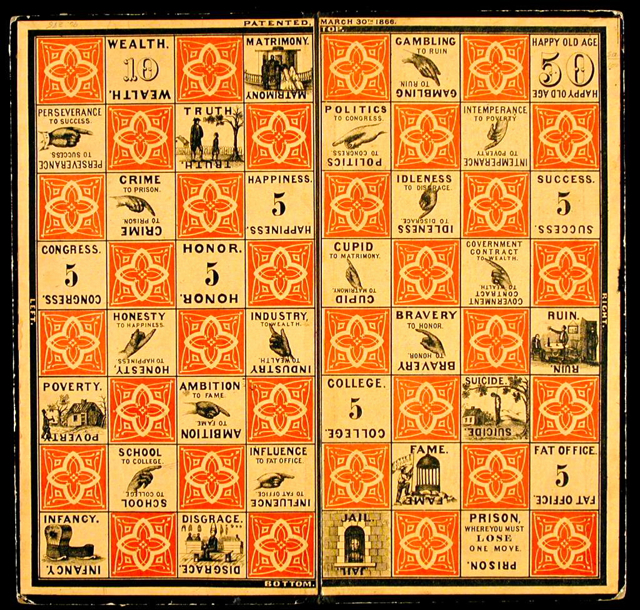 PATENTED, MARCH 30TH 1866.
TOP.
WEALTH.
10
WEALTH.
MATRIMONY
MATRIMONY
GAMBLING
TO RUIN
TO RUIN
GAMBLING
HAPPY OLD AGE
50
HAPPY OLD AGE
PERSEVERANCE
TO SUCCESS.
TO SUCCESS.
PERSEVERANCE
TRUTH.
TRUTH.
POLITICS
TO CONGRESS.
TO CONGRESS
POLITICS
INTEMPERANCE
TO POVERTY
TO POVERTY
INTEMPERANCE
CRIME
TO PRISON.
TO PRISON
CRIME
HAPPINESS.
5
HAPPINESS.
IDLENESS
TO DISGRACE.
TO DISGRACE.
IDLENESS
SUCCESS.
5
SUCCESS.
CONGRESS.
5
CONGRESS.
HONOR.
5
HONOR.
CUPID
TO MATRIMONY.
TO MATRIMONY.
CUPID
GOVERNMENT
CONTRACT
TO WEALTH.
TO WEALTH
CONTRACT
GOVERNMENT
LEFT.
RIGHT.
HONESTY
TO HAPPINESS.
TO HAPPINESS
HONESTY
INDUSTRY,
TO WEALTH.
TO WEALTH.
INDUSTRY
BRAVERY
TO HONOR.
TO HONOR.
BRAVERY
RUIN.
RUIN.
POVERTY.
POVERTY.
AMBITION
TO FAME.
TO FAME
AMBITION
COLLEGE.
5
COLLEGE.
SUICIDE.
SUICIDE.
SCHOOL
TO COLLEGE.
TO COLLEGE
SCHOOL
INFLUENCE
TO FAT OFFICE.
TO FAT OFFICE
INFLUENCE
FAME.
FAME.
FAT OFFICE.
5
FAT OFFICE.
INFANCY.
INFANCY.
DISGRACE.
DISGRACE.
JAIL.
JAIL.
PRISON,
WHERE YOU MUST
LOSE
ONE MOVE.
PRISON.
BOTTOM.